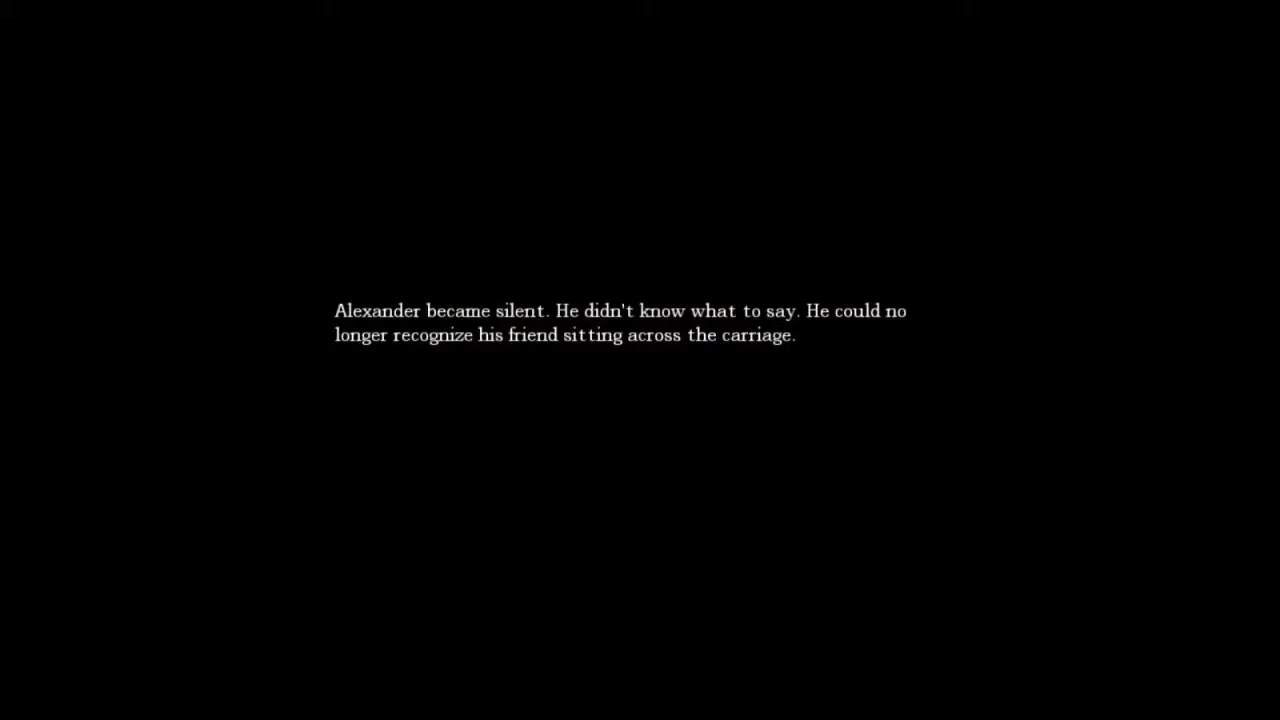 Alexander became silent. He didn't know what to say. He could no
longer recognize his friend sitting across the carriage.